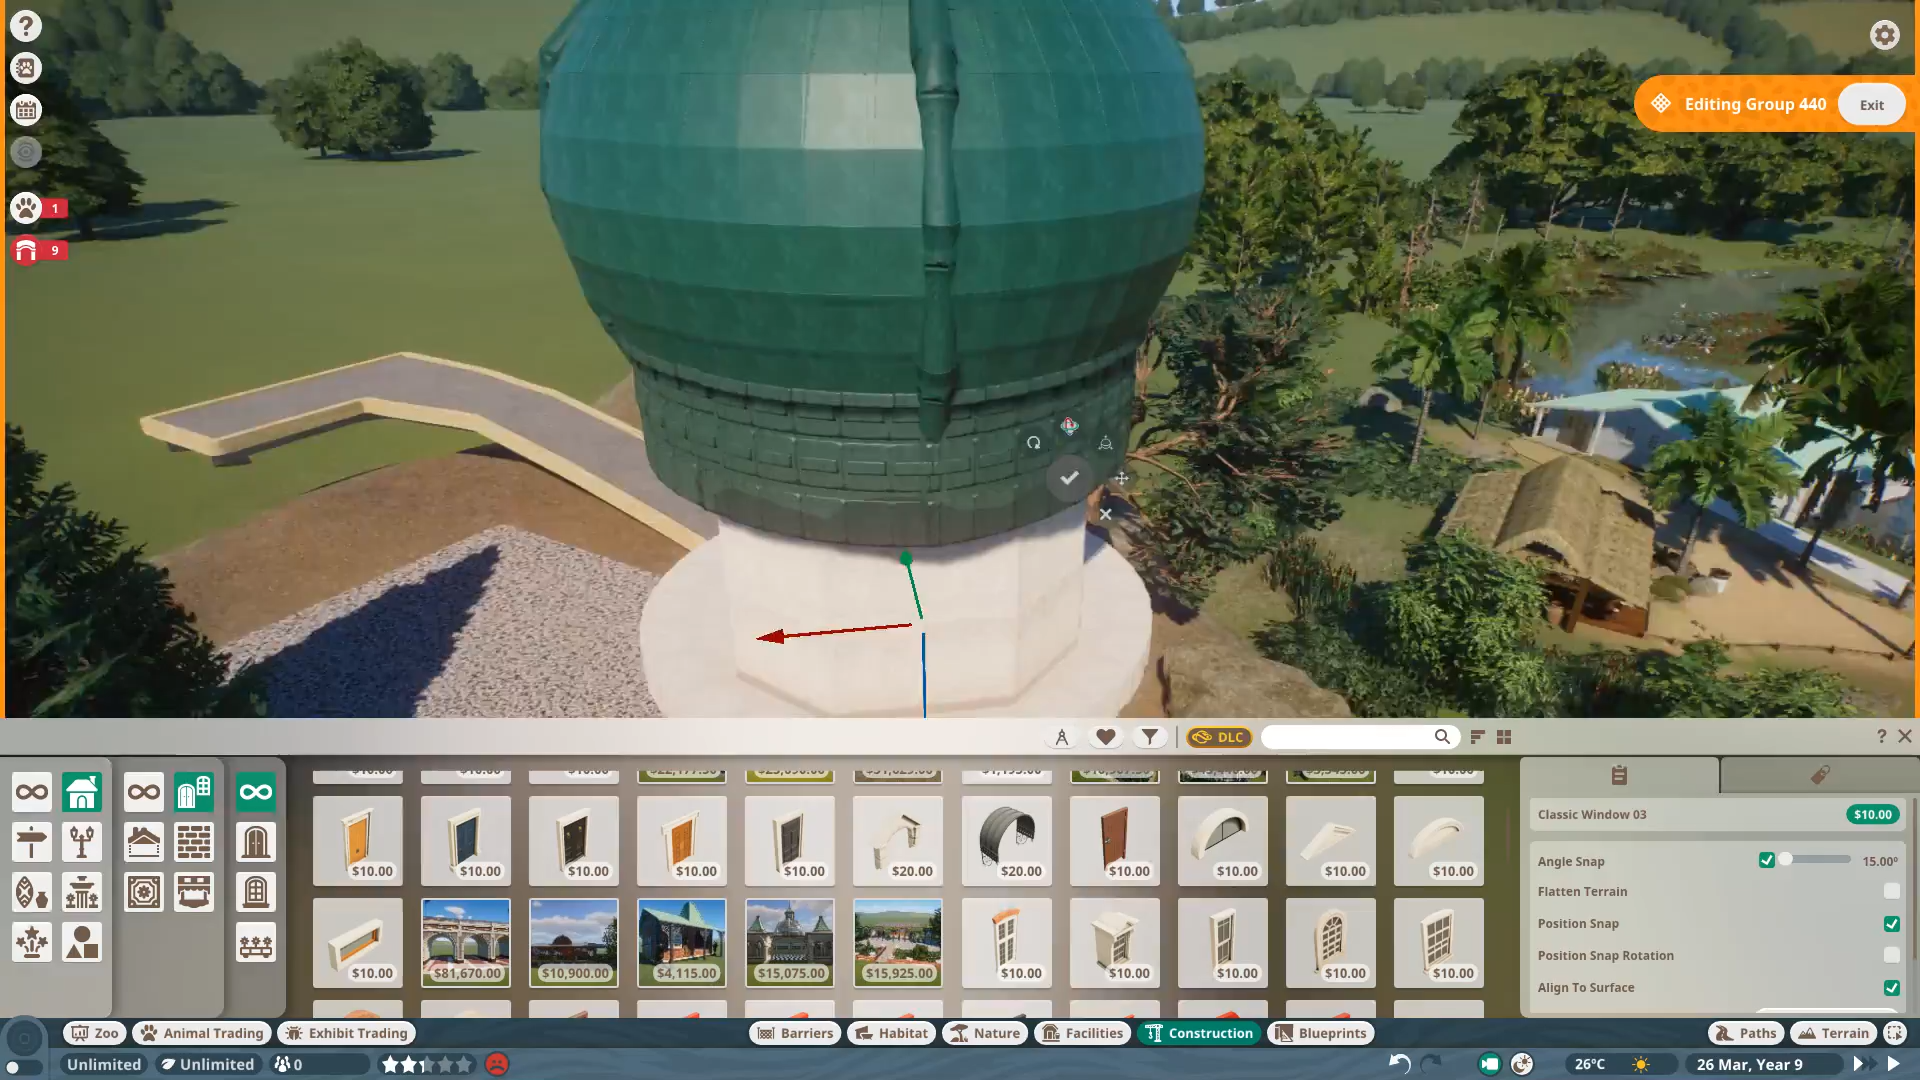 Editing Group 440
Exit
1
9
DLC
$10.00
$10.00
$10.00
$10.00
$10.00
$20.00
$20.00
$10.00
$10.00
$10.00
$10.00
$10.00
$81,670.00
$10,900.00
$4,115.00
$15,075.00
$15,925.00
$10.00
$10.00
$10.00
$10.00
$10.00
Classic Window 03
$10.00
Angle Snap
15.00°
Flatten Terrain
Position Snap
Position Snap Rotation
Align To Surface
Zoo
Animal Trading
Exhibit Trading
Barriers
Habitat
Nature
Facilities
Construction
Blueprints
Paths
Terrain
Unlimited
Unlimited
0
26°C
26 Mar, Year 9